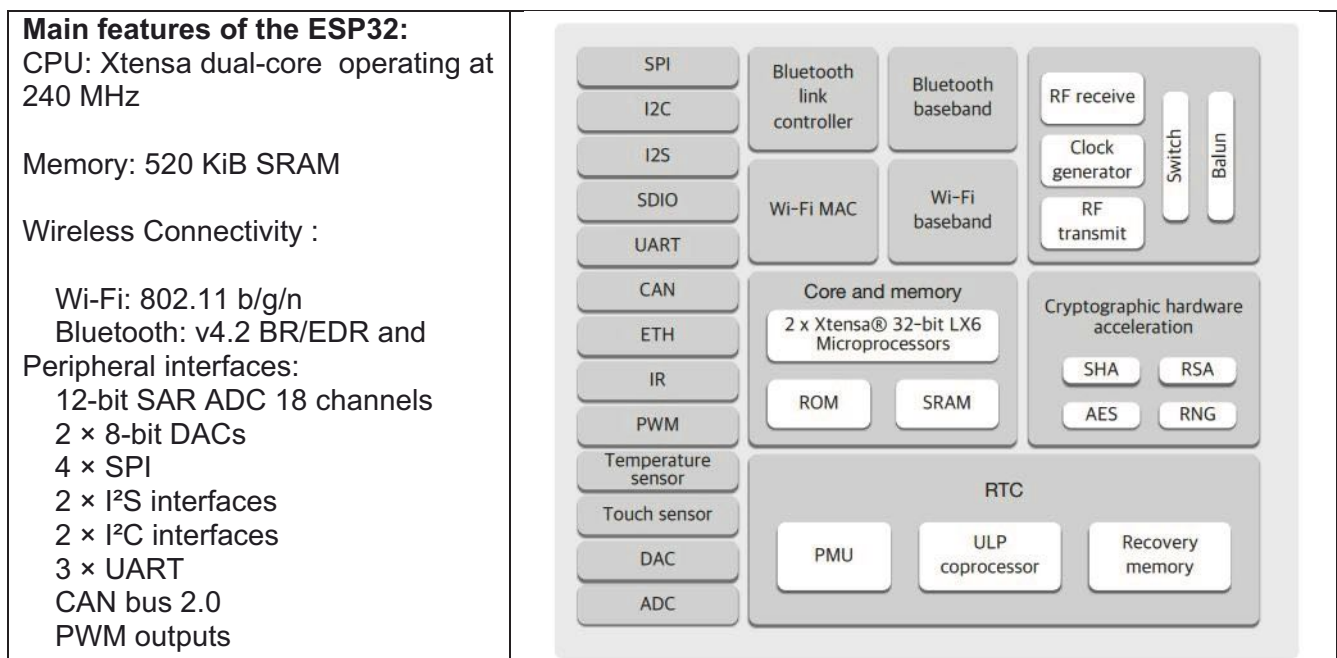 Main features of the ESP32:
CPU: Xtensa dual-core operating at
240 MHz
Memory: 520 KiB SRAM
Wireless Connectivity :
Wi-Fi: 802.11 b/g/n
Bluetooth: v4.2 BR/EDR and
Peripheral interfaces:
12-bit SAR ADC 18 channels
2 × 8-bit DACs
4 × SPI
2 × I²S interfaces
2 × I²C interfaces
3 × UART
CAN bus 2.0
PWM outputs
SPI
I2C
I2S
SDIO
UART
CAN
ETH
IR
PWM
Temperature
sensor
Touch sensor
DAC
ADC
Bluetooth
link
controller
Bluetooth
baseband
Wi-Fi MAC
Wi-Fi
baseband
RF receive
Clock
generator
RF
transmit
Switch
Balun
Core and memory
2 x Xtensa® 32-bit LX6
Microprocessors
ROM
SRAM
Cryptographic hardware
acceleration
SHA
RSA
AES
RNG
RTC
PMU
ULP
coprocessor
Recovery
memory